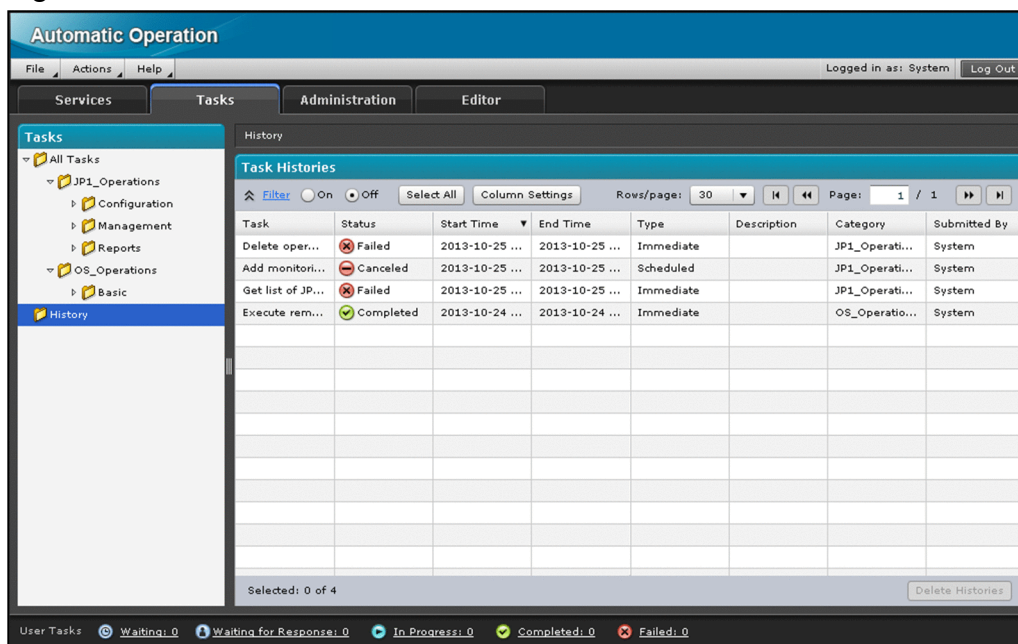 Automatic Operation
File Actions Help Logged in as: System Log Out
Services Tasks Administration Editor
Tasks
All Tasks
JP1_Operations
Configuration
Management
Reports
OS_Operations
Basic
History
History
Task Histories
Filter On Off Select All Column Settings Rows/page: 30 Page: 1 / 1
Task Status Start Time End Time Type Description Category Submitted By
Delete oper... Failed 2013-10-25 ... 2013-10-25 ... Immediate JP1_Operati... System
Add monitori... Canceled 2013-10-25 ... 2013-10-25 ... Scheduled JP1_Operati... System
Get list of JP... Failed 2013-10-25 ... 2013-10-25 ... Immediate JP1_Operati... System
Execute rem... Completed 2013-10-24 ... 2013-10-24 ... Immediate OS_Operatio... System
Selected: 0 of 4 Delete Histories
User Tasks Waiting: 0 Waiting for Response: 0 In Progress: 0 Completed: 0 Failed: 0